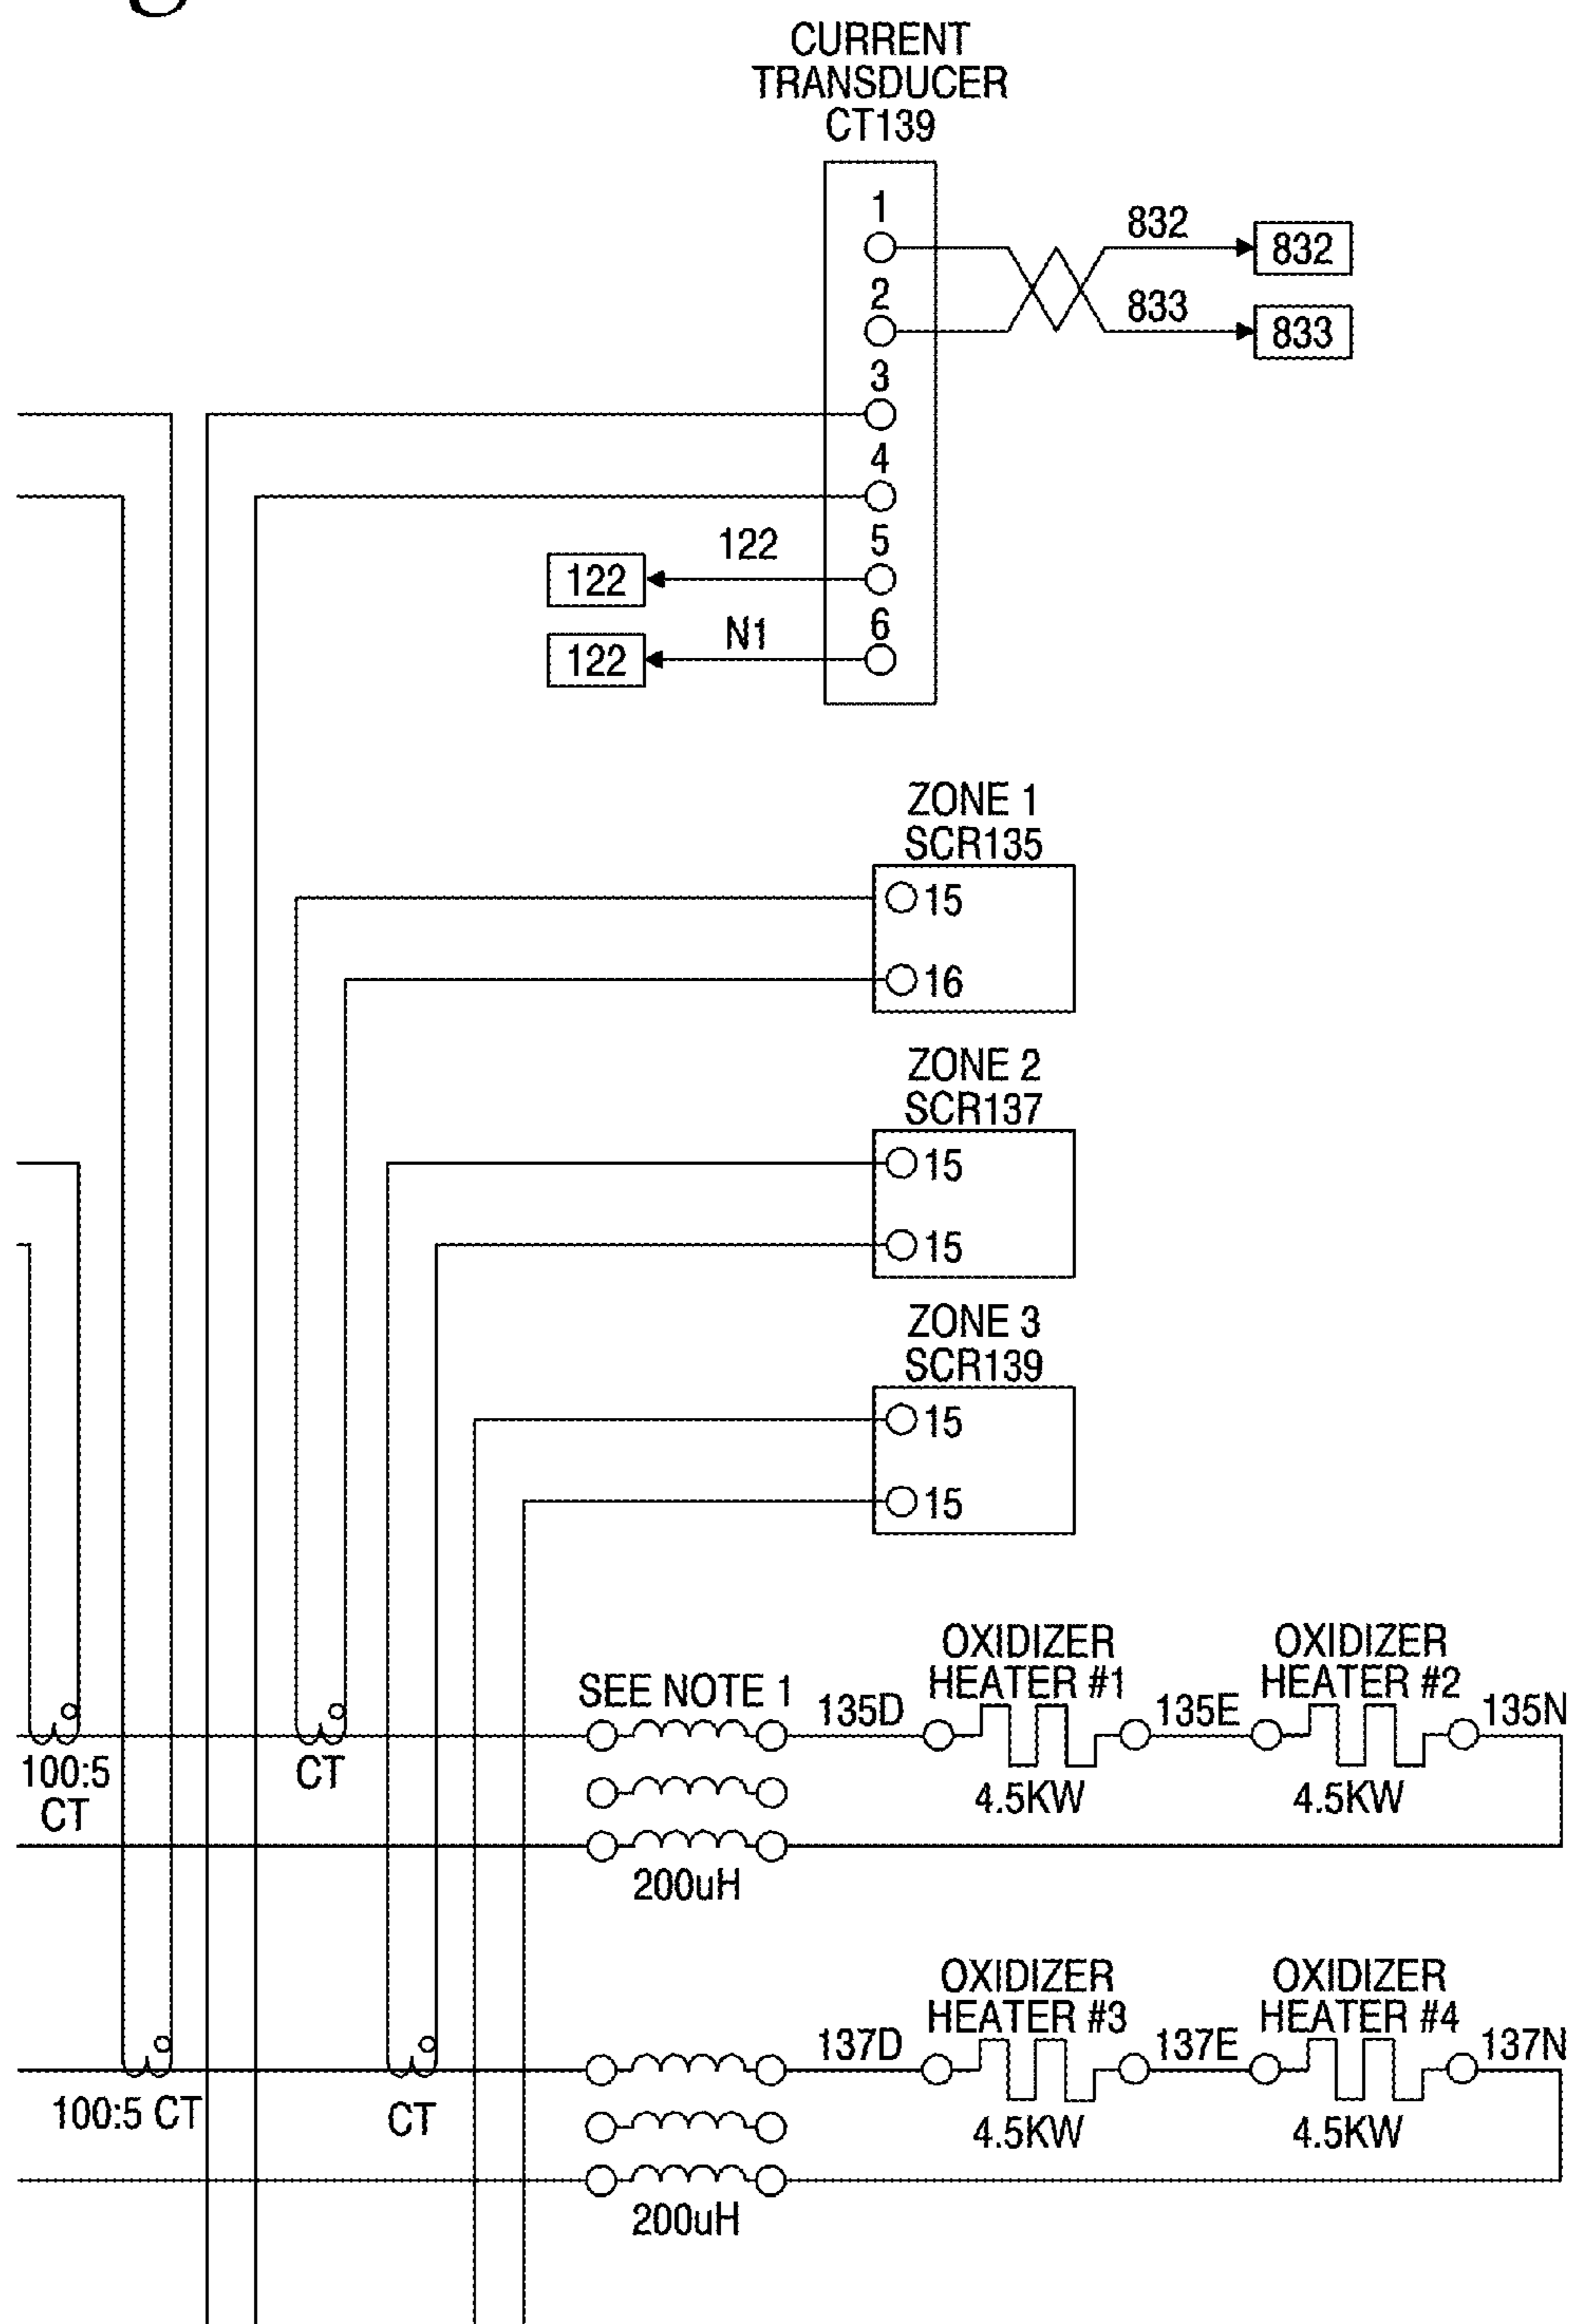 CURRENT
TRANSDUCER
CT139
1
832
832
2
833
833
3
4
5
122
122
6
N1
122
ZONE 1
SCR135
15
16
ZONE 2
SCR137
15
15
ZONE 3
SCR139
15
15
OXIDIZER
HEATER #1
OXIDIZER
HEATER #2
SEE NOTE 1
135D
135E
135N
100:5
CT
CT
4.5KW
4.5KW
200uH
OXIDIZER
HEATER #3
OXIDIZER
HEATER #4
137D
137E
137N
100:5 CT
CT
4.5KW
4.5KW
200uH